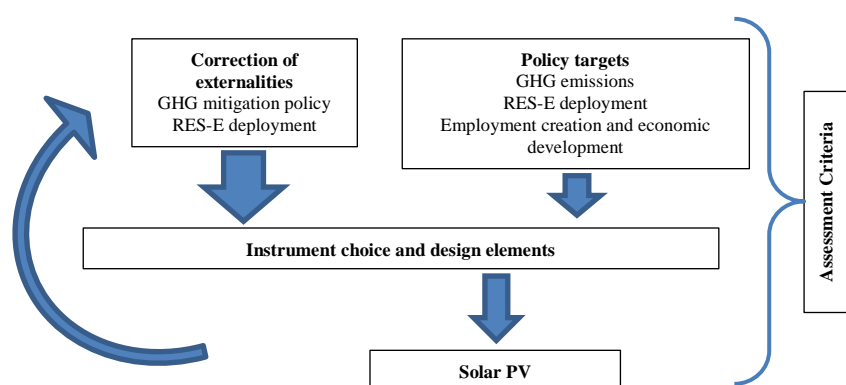 Correction of
externalities
GHG mitigation policy
RES-E deployment
Policy targets
GHG emissions
RES-E deployment
Employment creation and economic
development
Instrument choice and design elements
Solar PV
Assessment Criteria